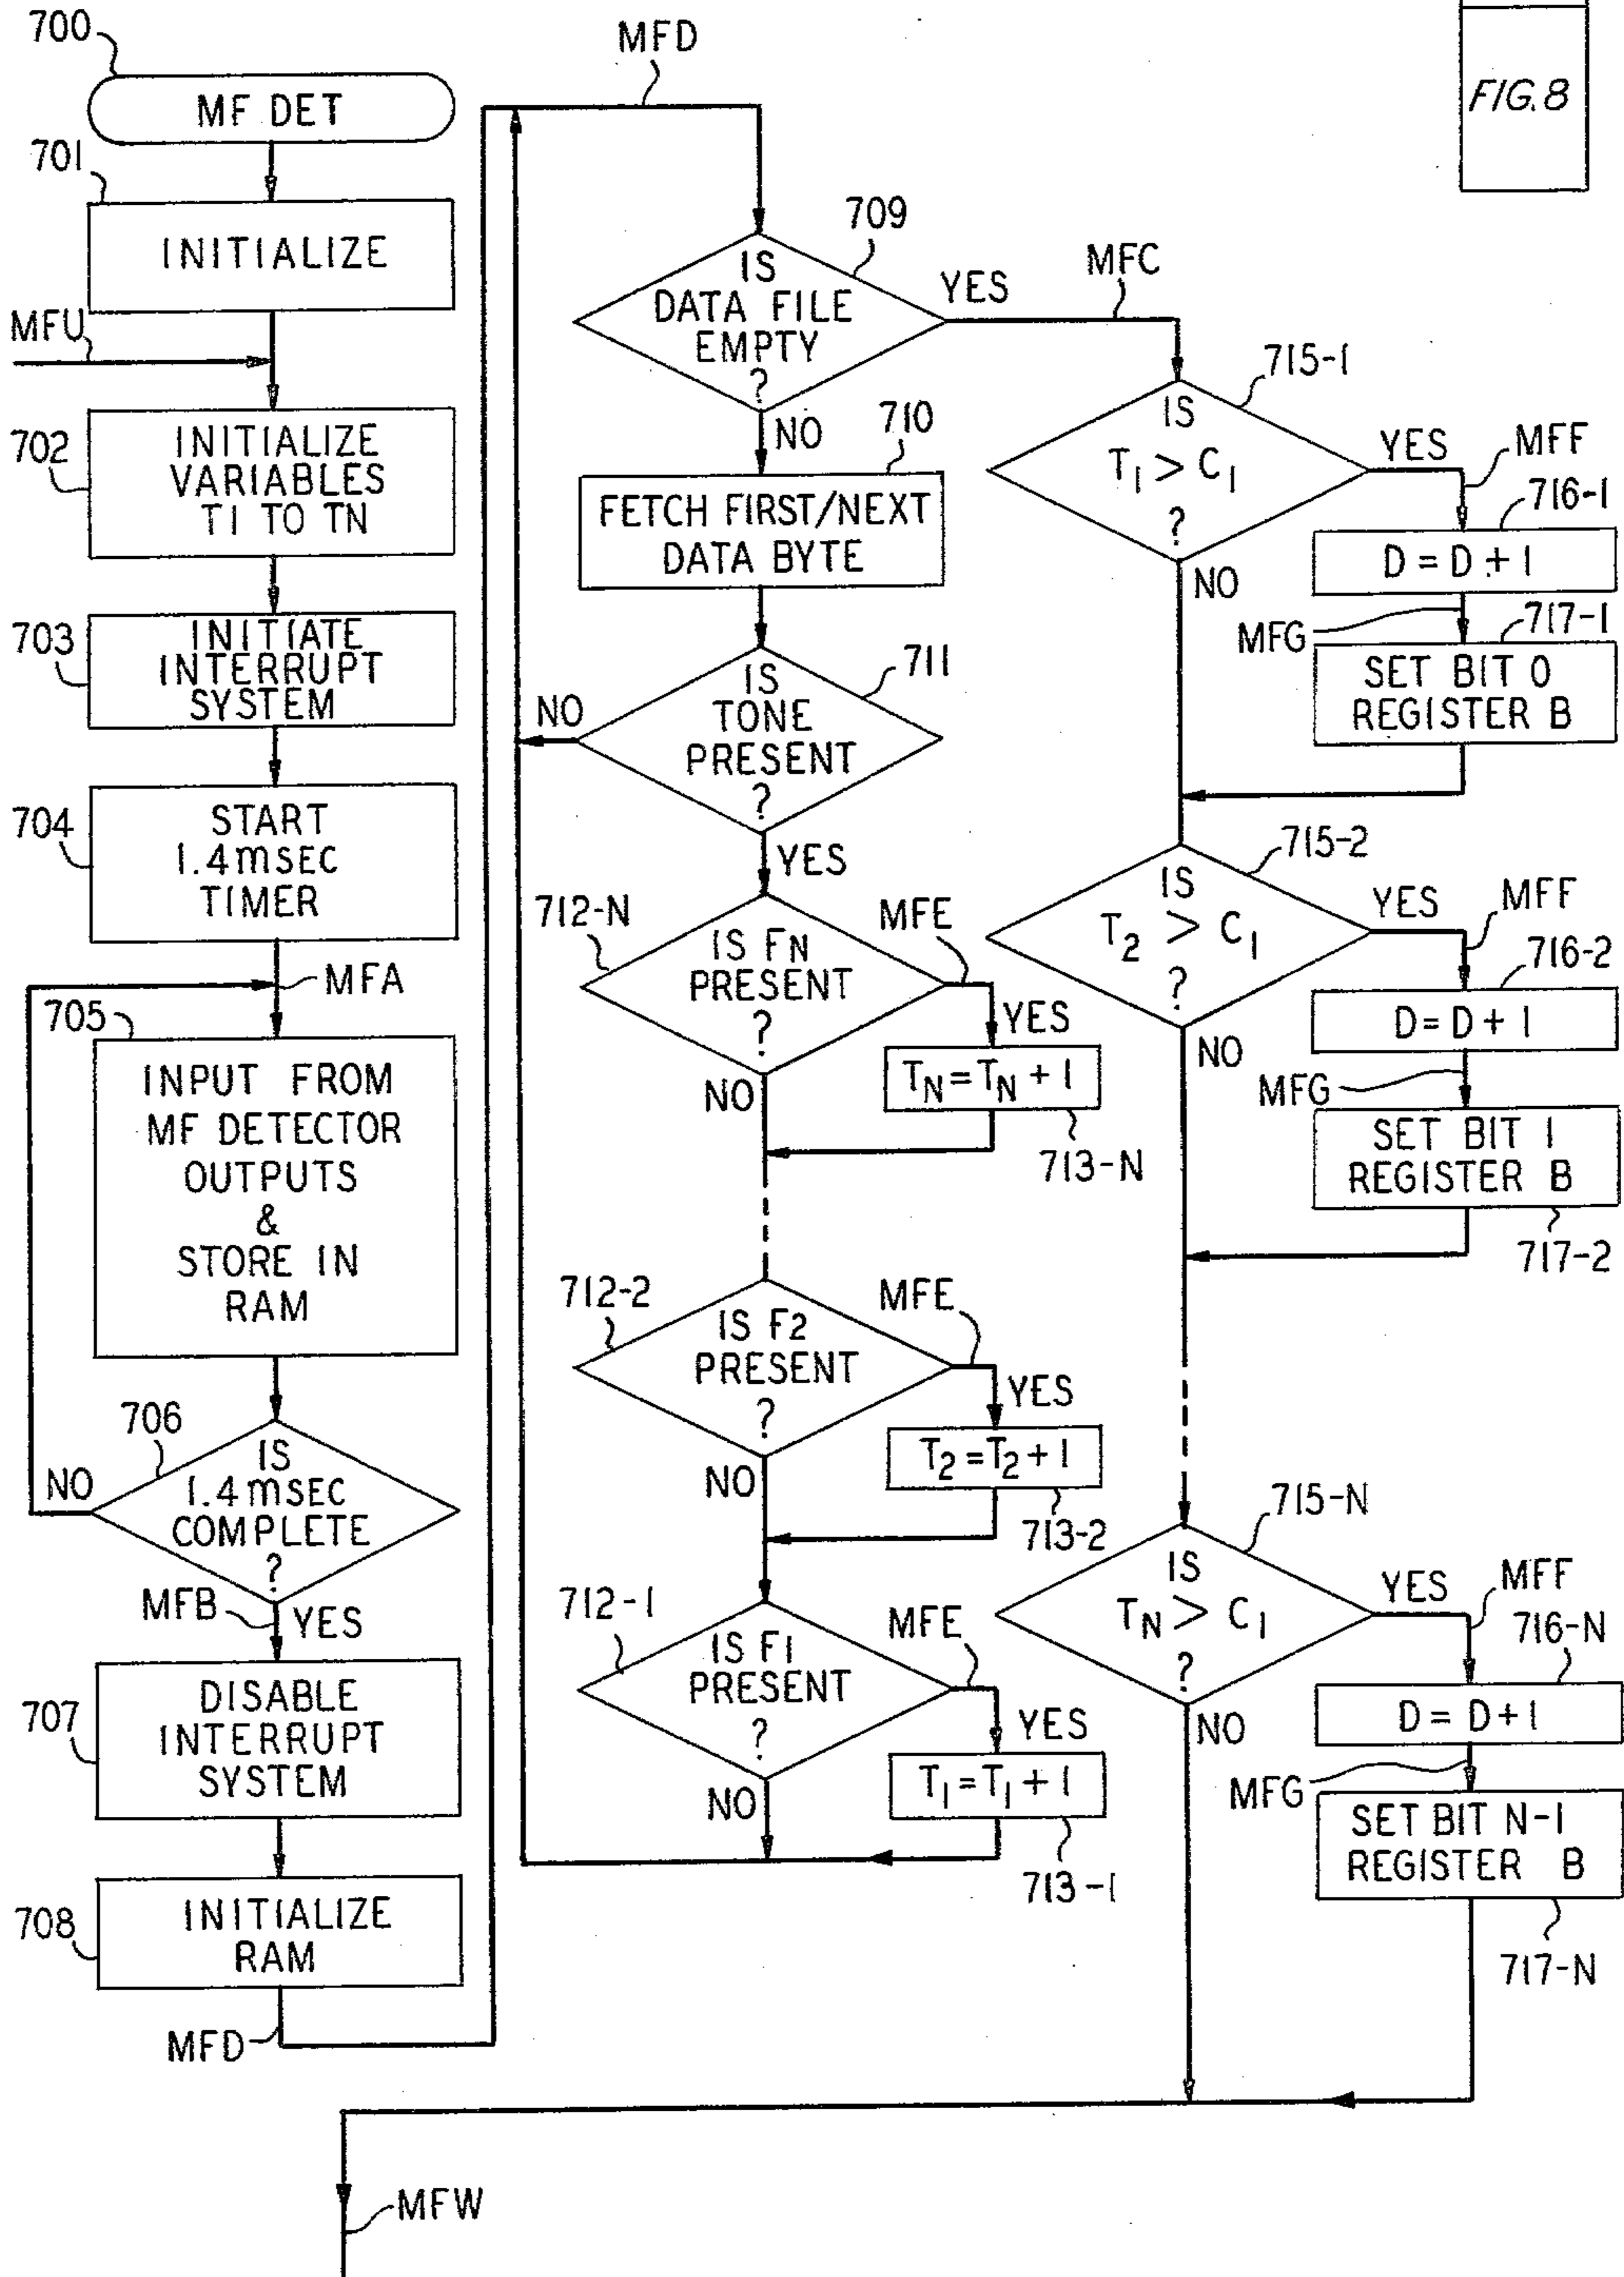 FIG. 8
700
MF DET
701
INITIALIZE
MFU
702
INITIALIZE
VARIABLES
T1 TO TN
703
INITIATE
INTERRUPT
SYSTEM
704
START
1.4 mSEC
TIMER
MFA
705
INPUT FROM
MF DETECTOR
OUTPUTS
&
STORE IN
RAM
706
IS
1.4 mSEC
COMPLETE
?
NO
MFB
YES
707
DISABLE
INTERRUPT
SYSTEM
708
INITIALIZE
RAM
MFD
MFD
709
IS
DATA FILE
EMPTY
?
YES
MFC
NO
710
FETCH FIRST/NEXT
DATA BYTE
711
IS
TONE
PRESENT
?
NO
YES
712-N
IS FN
PRESENT
?
MFE
YES
NO
TN = TN + 1
713-N
712-2
IS F2
PRESENT
?
MFE
YES
NO
T2 = T2 + 1
713-2
712-1
IS F1
PRESENT
?
MFE
YES
NO
T1 = T1 + 1
713-1
715-1
IS
T1 > C1
?
YES
MFF
716-1
D = D + 1
NO
MFG
717-1
SET BIT 0
REGISTER B
715-2
IS
T2 > C1
?
YES
MFF
716-2
D = D + 1
NO
MFG
SET BIT 1
REGISTER B
717-2
715-N
IS
TN > C1
?
YES
MFF
716-N
D = D + 1
NO
MFG
SET BIT N-1
REGISTER B
717-N
MFW